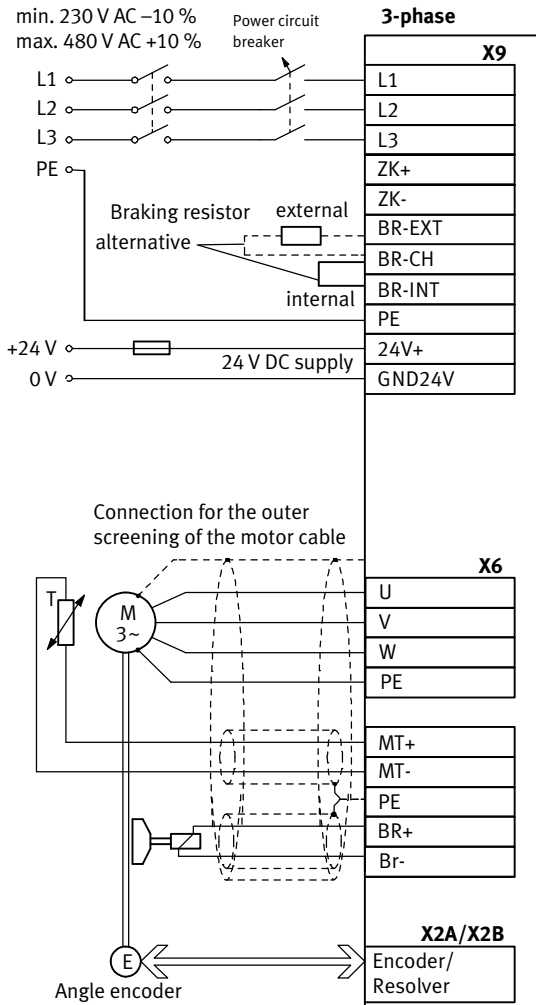 min. 230 V AC –10 %
max. 480 V AC +10 %
Power circuit
breaker
3-phase
X9
L1
L1
L2
L2
L3
L3
PE
ZK+
ZK-
Braking resistor
alternative
external
BR-EXT
BR-CH
internal
BR-INT
PE
+24 V
24 V DC supply
24V+
0 V
GND24V
Connection for the outer
screening of the motor cable
X6
T
M
3~
U
V
W
PE
MT+
MT-
PE
BR+
Br-
X2A/X2B
E
Encoder/
Resolver
Angle encoder